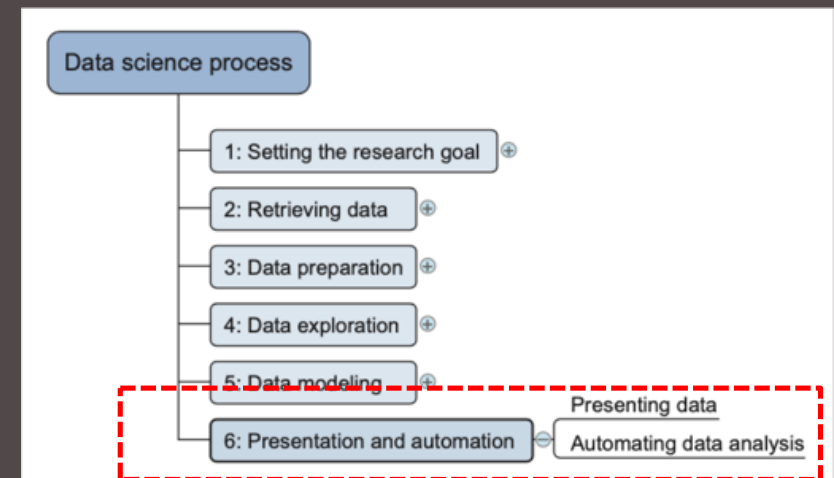 Data science process
1: Setting the research goal
2: Retrieving data
3: Data preparation
4: Data exploration
5: Data modeling
6: Presentation and automation
Presenting data
Automating data analysis